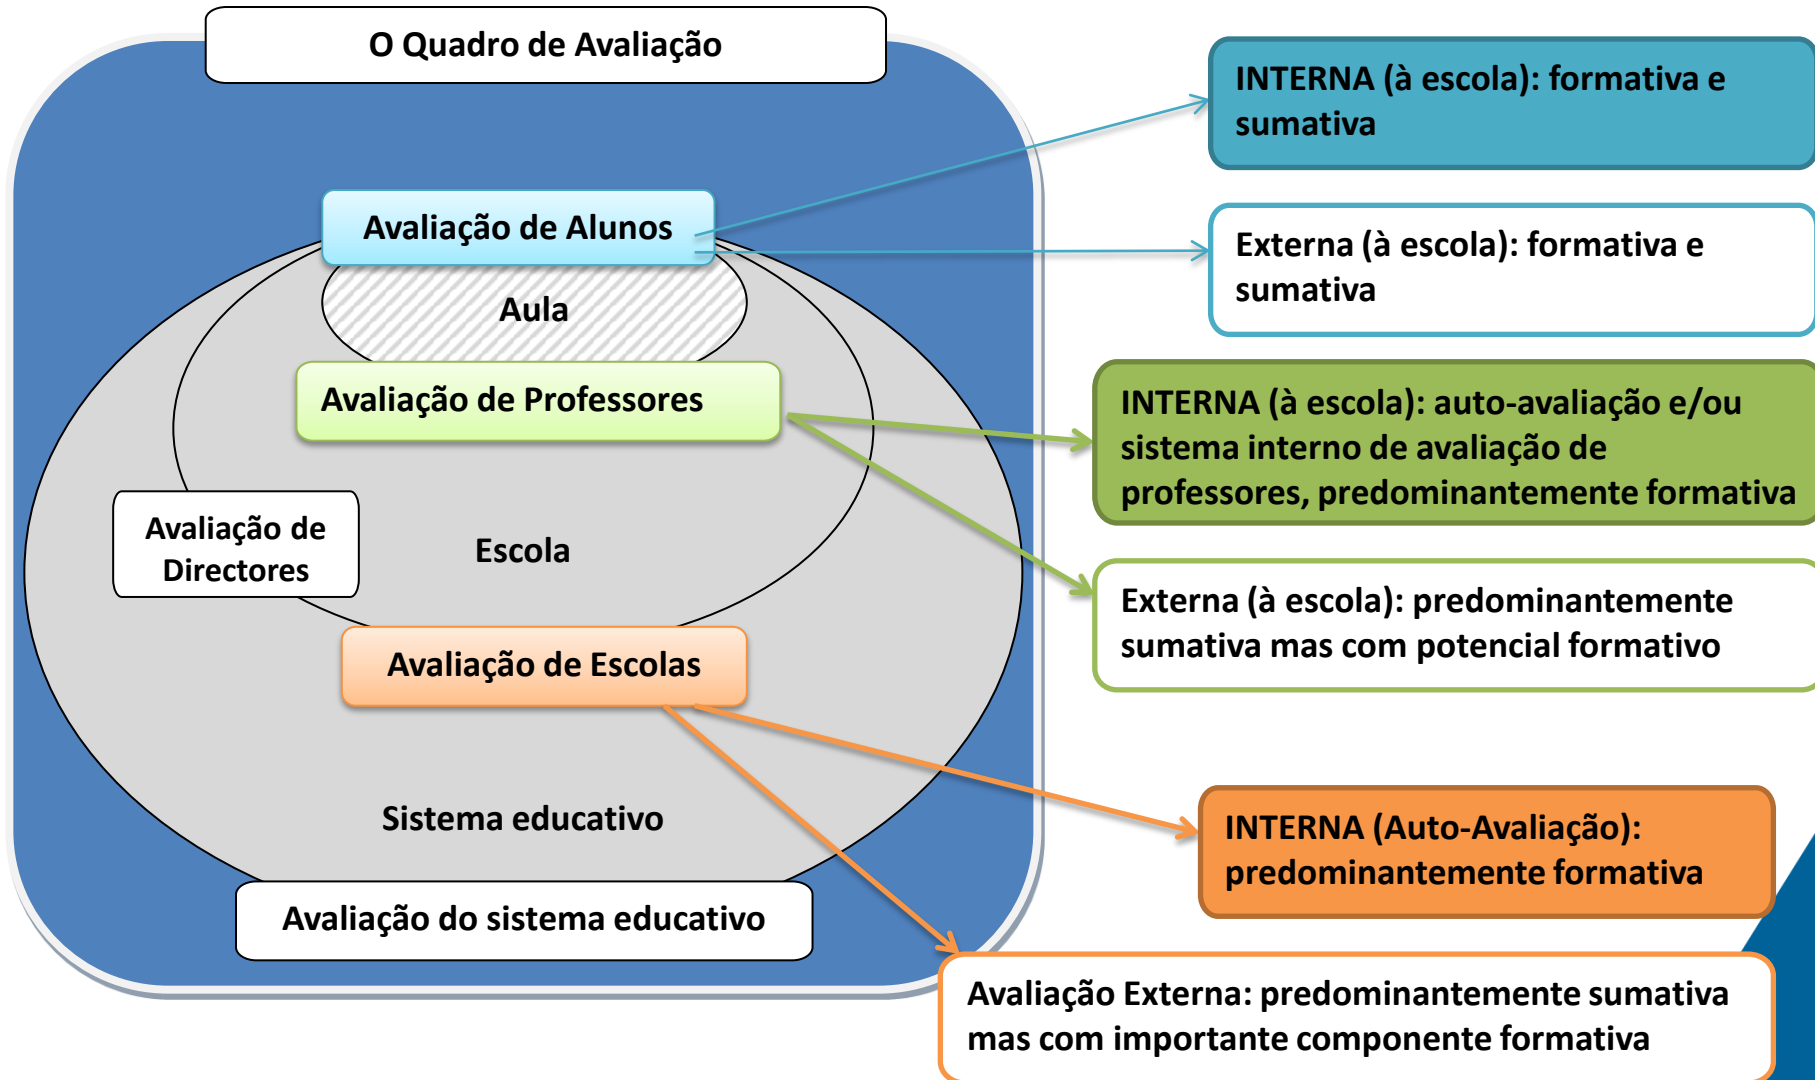 O Quadro de Avaliação
Avaliação de Alunos
Aula
Avaliação de Professores
Avaliação de
Directores
Escola
Avaliação de Escolas
Sistema educativo
Avaliação do sistema educativo
INTERNA (à escola): formativa e
sumativa
Externa (à escola): formativa e
sumativa
INTERNA (à escola): auto-avaliação e/ou
sistema interno de avaliação de
professores, predominantemente formativa
Externa (à escola): predominantemente
sumativa mas com potencial formativo
INTERNA (Auto-Avaliação):
predominantemente formativa
Avaliação Externa: predominantemente sumativa
mas com importante componente formativa